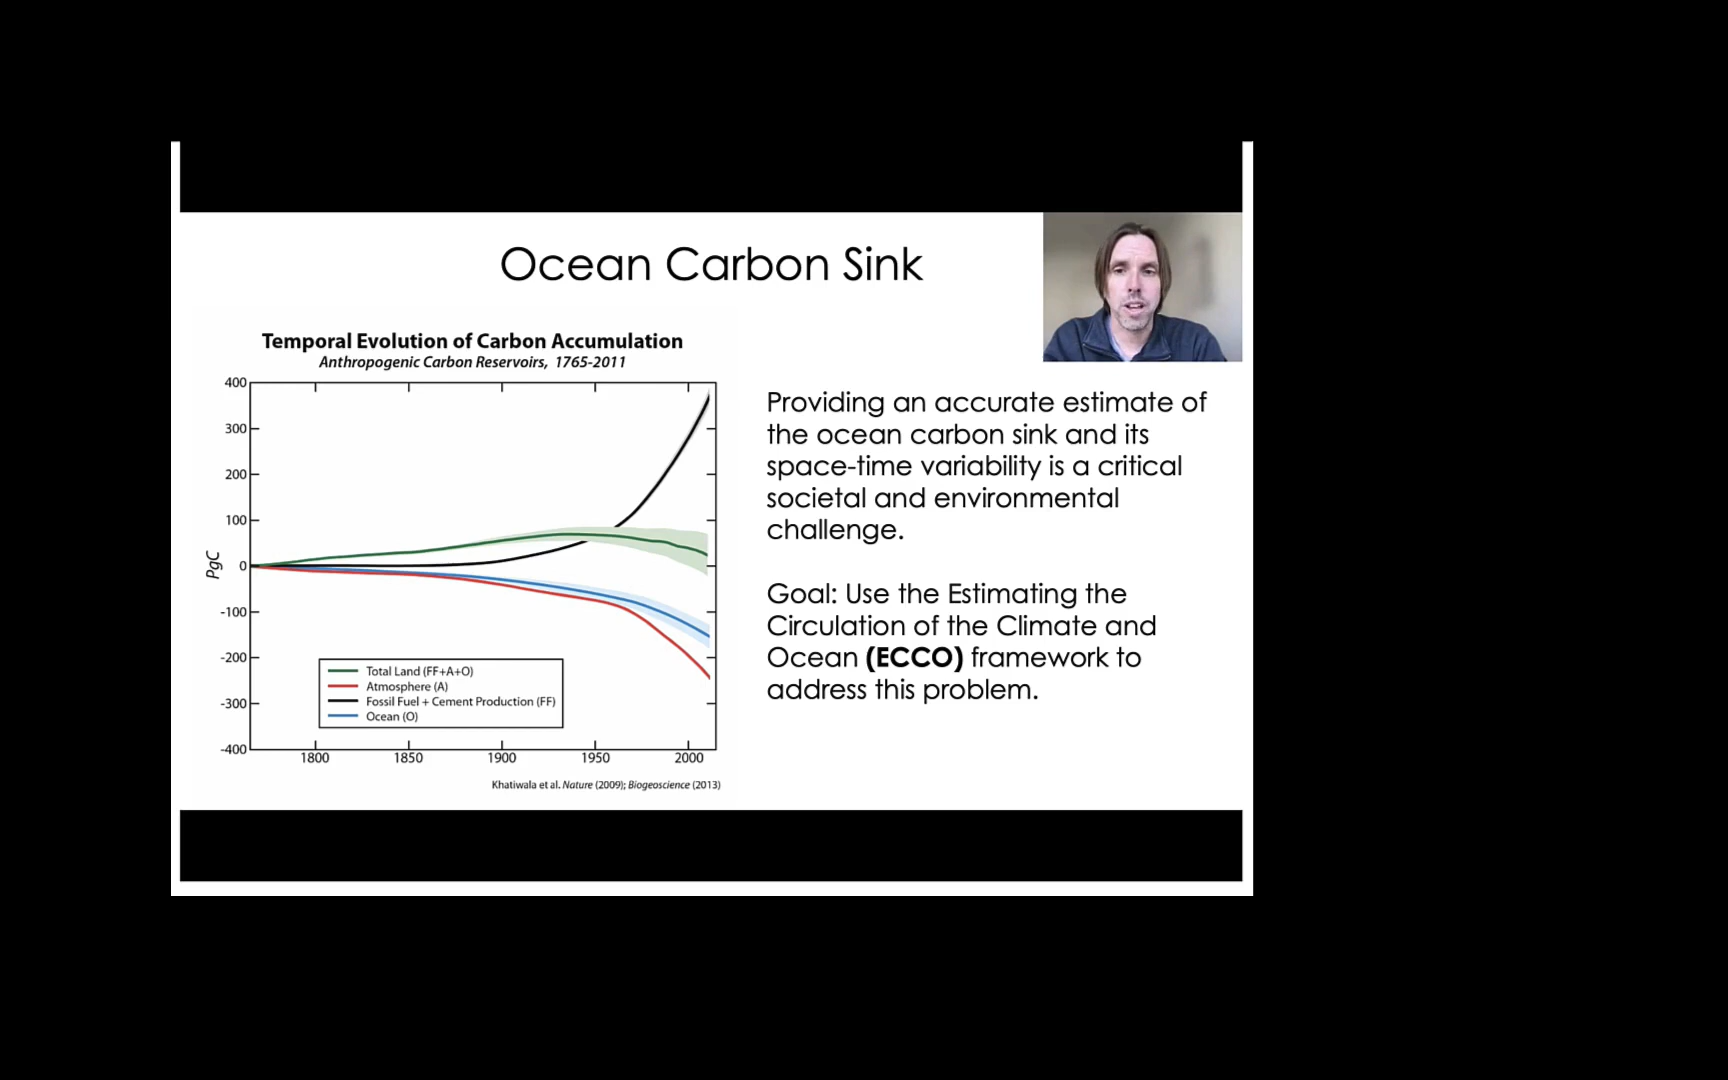 Ocean Carbon Sink
Temporal Evolution of Carbon Accumulation
Anthropogenic Carbon Reservoirs, 1765-2011
400
300
200
100
0
-100
-200
-300
-400
PgC
1800
1850
1900
1950
2000
Total Land (FF+A+O)
Atmosphere (A)
Fossil Fuel + Cement Production (FF)
Ocean (O)
Khatiwala et al. Nature (2009); Biogeoscience (2013)
Providing an accurate estimate of
the ocean carbon sink and its
space-time variability is a critical
societal and environmental
challenge.
Goal: Use the Estimating the
Circulation of the Climate and
Ocean (ECCO) framework to
address this problem.